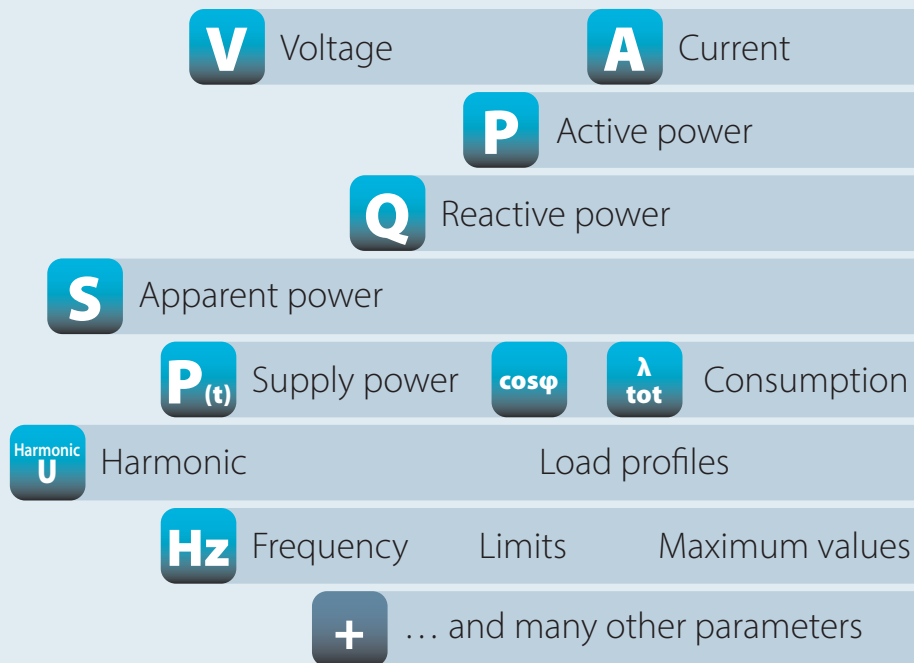 V Voltage A Current
P Active power
Q Reactive power
S Apparent power
P(t) Supply power cosφ λ tot Consumption
Harmonic U Harmonic Load profiles
Hz Frequency Limits Maximum values
+ … and many other parameters